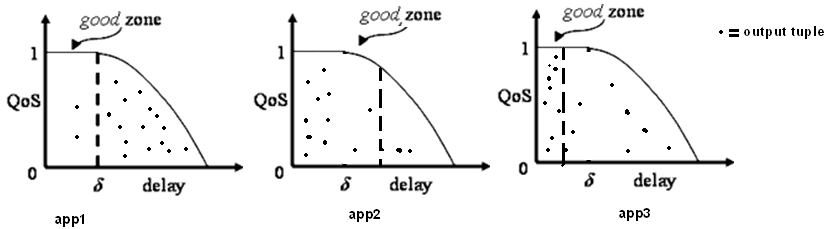 good zone
1
QoS
0
δ delay
app1
good zone
1
QoS
0
δ delay
app2
good zone
1
QoS
0
δ delay
app3
= output tuple